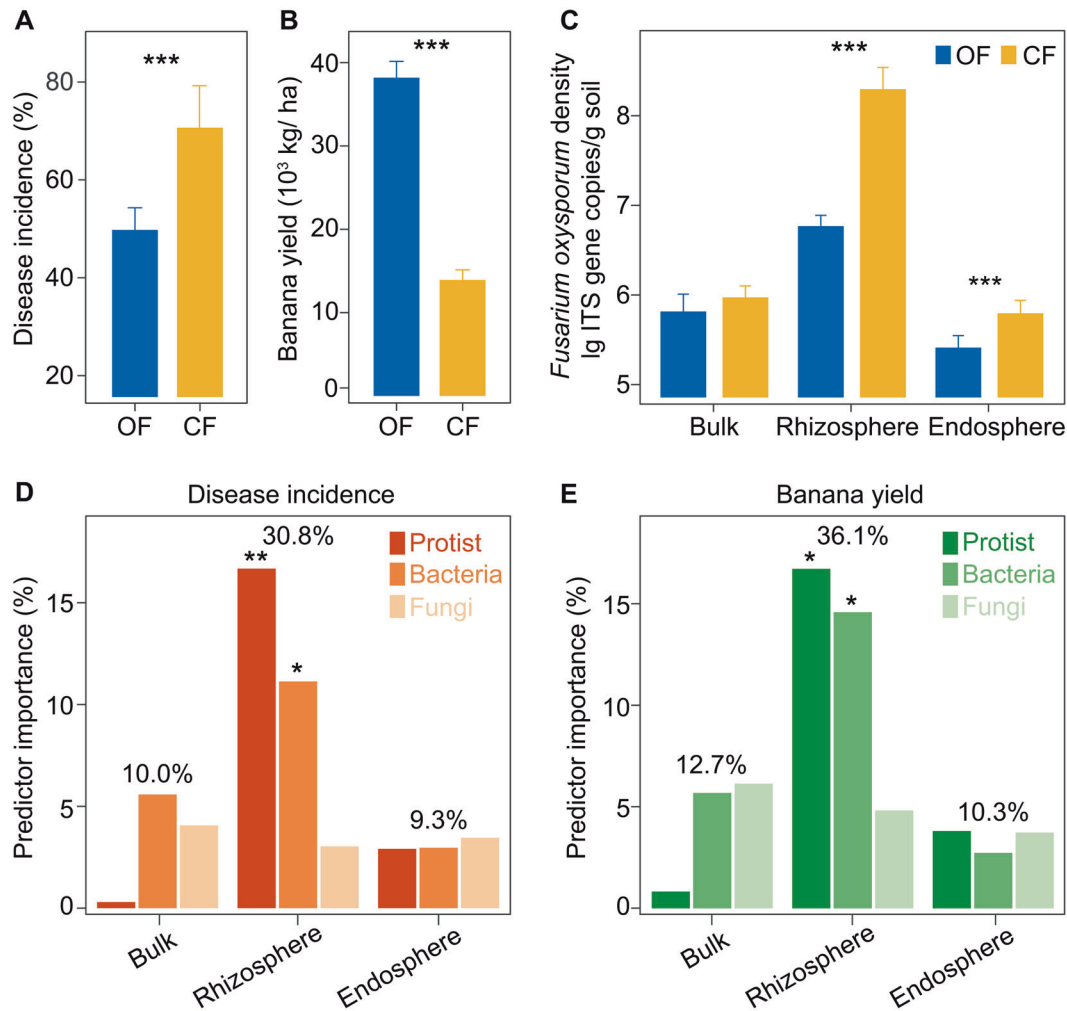 A
Disease incidence (%)
80
60
40
20
***
OF
CF
B
Banana yield (10³ kg/ ha)
40
30
20
10
0
***
OF
CF
C
Fusarium oxysporum density
lg ITS gene copies/g soil
8
7
6
5
***
***
OF
CF
Bulk
Rhizosphere
Endosphere
D
Disease incidence
Predictor importance (%)
15
10
5
0
10.0%
30.8%
**
*
9.3%
Protist
Bacteria
Fungi
Bulk
Rhizosphere
Endosphere
E
Banana yield
Predictor importance (%)
15
10
5
0
12.7%
36.1%
*
*
10.3%
Protist
Bacteria
Fungi
Bulk
Rhizosphere
Endosphere